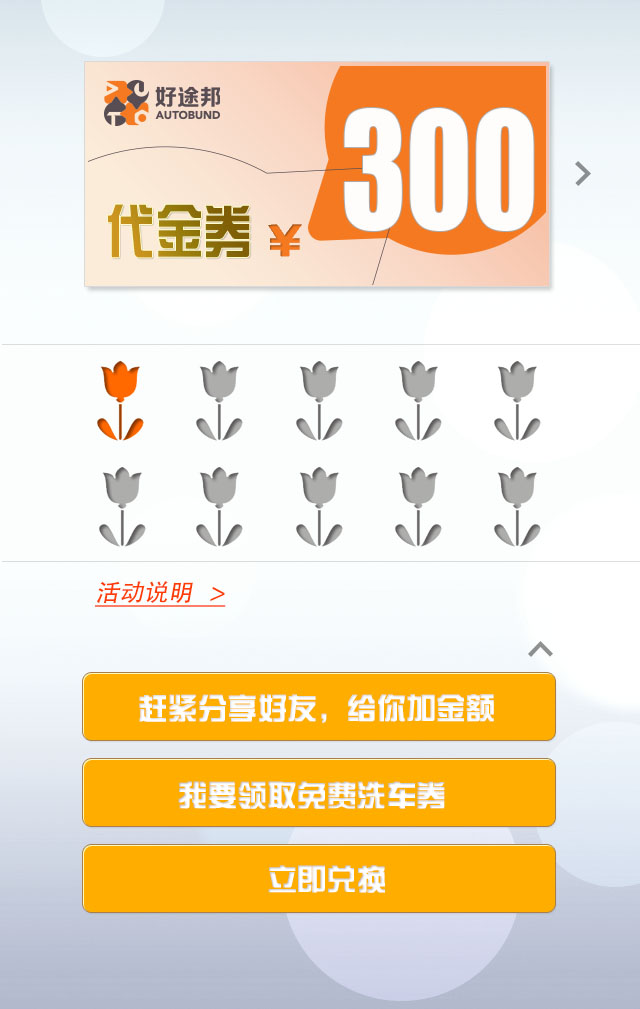 好途邦
AUTOBUND
300
代金券 ¥
活动说明 >
赶紧分享好友，给你加金额
我要领取免费洗车券
立即兑换